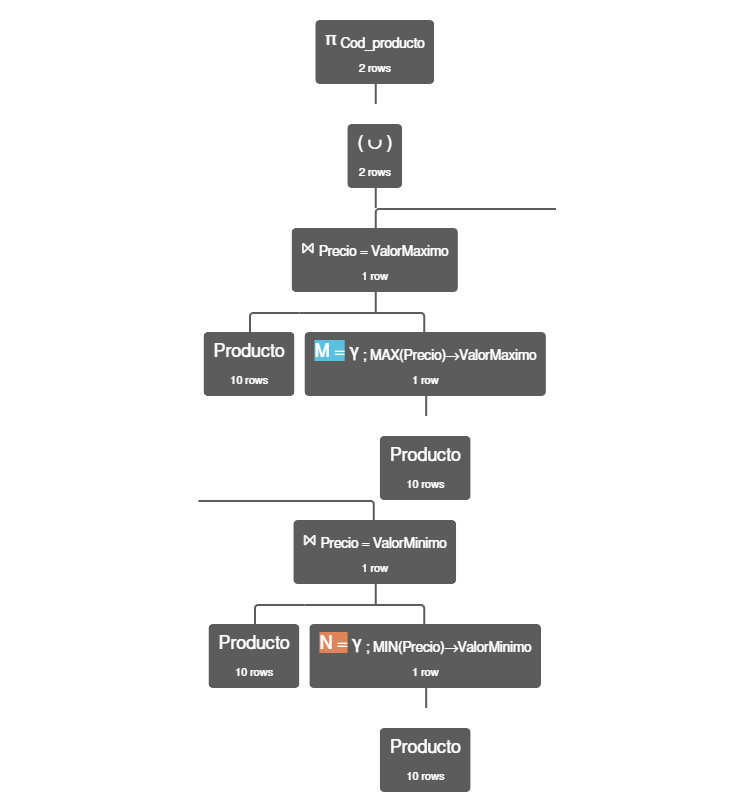 π Cod_producto
2 rows
( ∪ )
2 rows
⋈ Precio = ValorMaximo
1 row
Producto
10 rows
M = γ ; MAX(Precio)→ValorMaximo
1 row
Producto
10 rows
⋈ Precio = ValorMinimo
1 row
Producto
10 rows
N = γ ; MIN(Precio)→ValorMinimo
1 row
Producto
10 rows